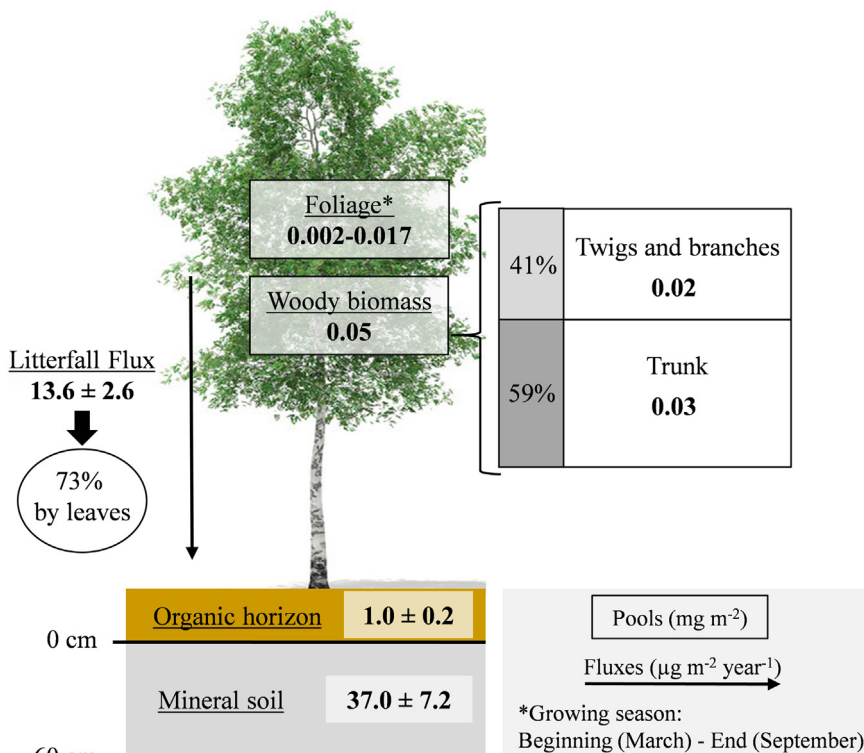 Foliage*
0.002-0.017
Woody biomass
0.05
41%
Twigs and branches
0.02
59%
Trunk
0.03
Litterfall Flux
13.6 ± 2.6
73%
by leaves
Organic horizon
1.0 ± 0.2
0 cm
Mineral soil
37.0 ± 7.2
Pools (mg m⁻²)
Fluxes (µg m⁻² year⁻¹)
*Growing season:
Beginning (March) - End (September)